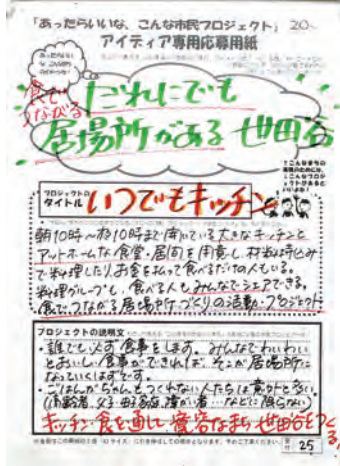 「あったらいいな、こんな市民プロジェクト」 20
アイディア専用応募用紙
食で
つながる
だれにでも
居場所がある 世田谷
プロジェクトの
タイトル
いつでもキッチン
朝10時〜夜10時まで開いている大きなキッチンと
アットホームな食堂・居間を用意し、材料は持込み
で料理したりお金を払って食べるだけの人もいる。
料理グループも、食べる人もみんなでシェアできる。
食でつながる居場所づくりの活動・プロジェクト
プロジェクトの説明文
・誰でも必ず食事をします。みんなでわいわい
とおいしい食事ができれば、そこが居場所に
なっていくはずです。
・ごはんがちゃんとつくれない人たちは意外と多い
(高齢者、父子・母子家庭、障がい者…などに限らない)
キッチン・食を通して、寛容なまち世田谷をつくる!
受付 25